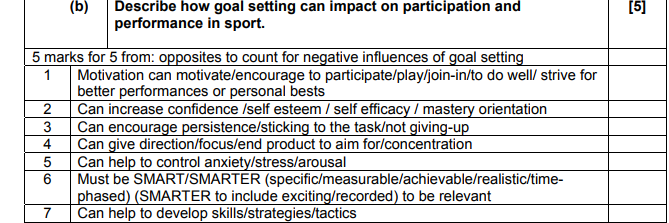 (b) Describe how goal setting can impact on participation and [5]
performance in sport.
5 marks for 5 from: opposites to count for negative influences of goal setting
1 Motivation can motivate/encourage to participate/play/join-in/to do well/ strive for
better performances or personal bests
2 Can increase confidence /self esteem / self efficacy / mastery orientation
3 Can encourage persistence/sticking to the task/not giving-up
4 Can give direction/focus/end product to aim for/concentration
5 Can help to control anxiety/stress/arousal
6 Must be SMART/SMARTER (specific/measurable/achievable/realistic/time-
phased) (SMARTER to include exciting/recorded) to be relevant
7 Can help to develop skills/strategies/tactics